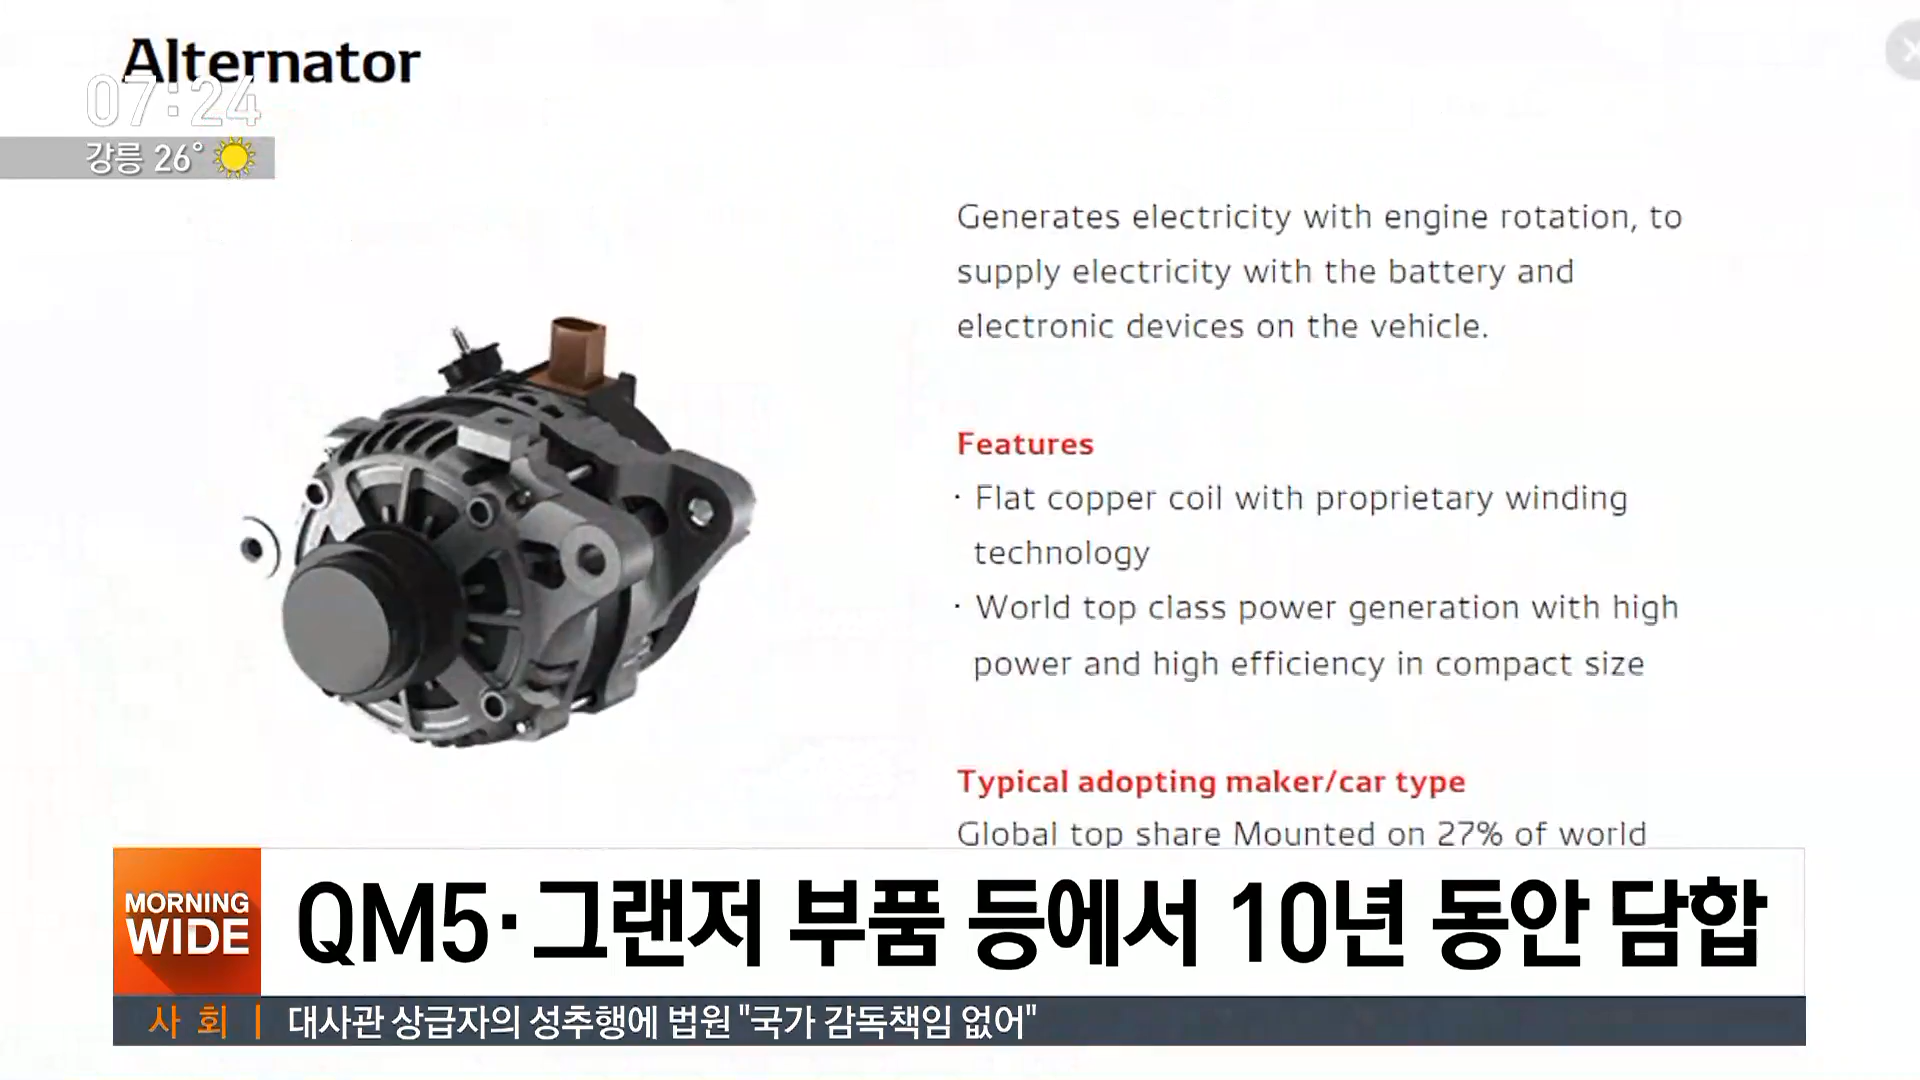 Alternator
07:24
강릉 26°
Generates electricity with engine rotation, to
supply electricity with the battery and
electronic devices on the vehicle.
Features
· Flat copper coil with proprietary winding
technology
· World top class power generation with high
power and high efficiency in compact size
Typical adopting maker/car type
Global top share Mounted on 27% of world
MORNING
WIDE
QM5·그랜저 부품 등에서 10년 동안 담합
사 회 | 대사관 상급자의 성추행에 법원 "국가 감독책임 없어"